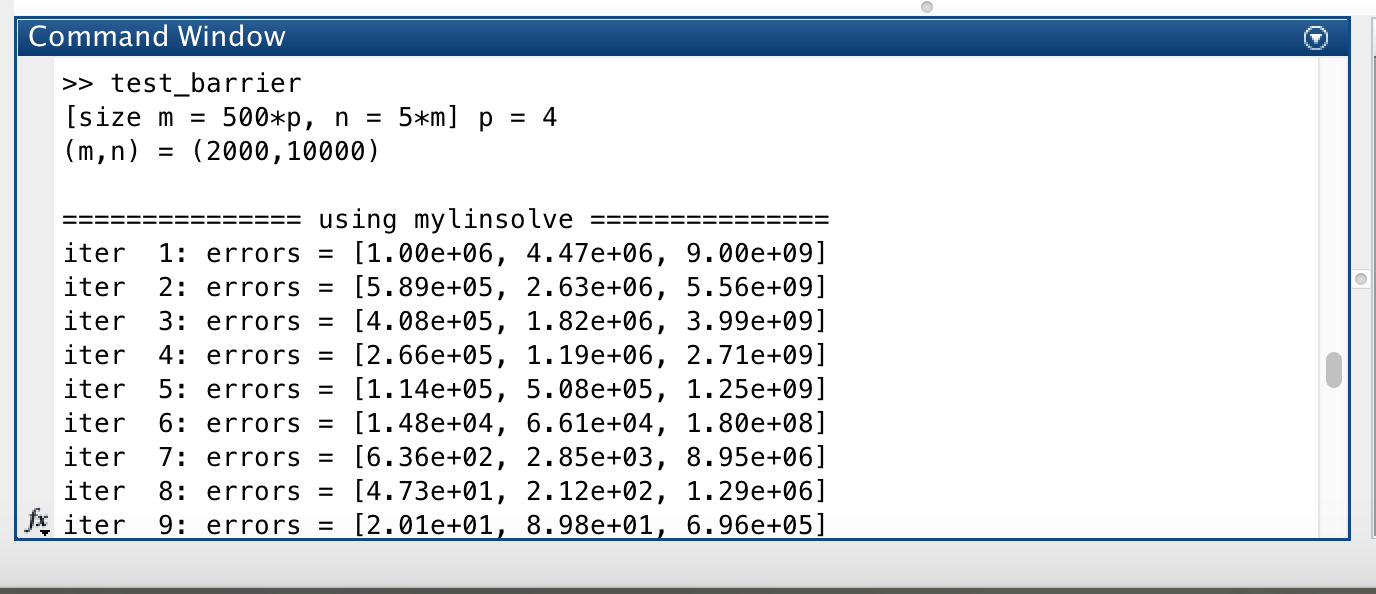 Command Window
>> test_barrier
[size m = 500*p, n = 5*m] p = 4
(m,n) = (2000,10000)
=============== using mylinsolve ===============
iter  1: errors = [1.00e+06, 4.47e+06, 9.00e+09]
iter  2: errors = [5.89e+05, 2.63e+06, 5.56e+09]
iter  3: errors = [4.08e+05, 1.82e+06, 3.99e+09]
iter  4: errors = [2.66e+05, 1.19e+06, 2.71e+09]
iter  5: errors = [1.14e+05, 5.08e+05, 1.25e+09]
iter  6: errors = [1.48e+04, 6.61e+04, 1.80e+08]
iter  7: errors = [6.36e+02, 2.85e+03, 8.95e+06]
iter  8: errors = [4.73e+01, 2.12e+02, 1.29e+06]
fx iter  9: errors = [2.01e+01, 8.98e+01, 6.96e+05]